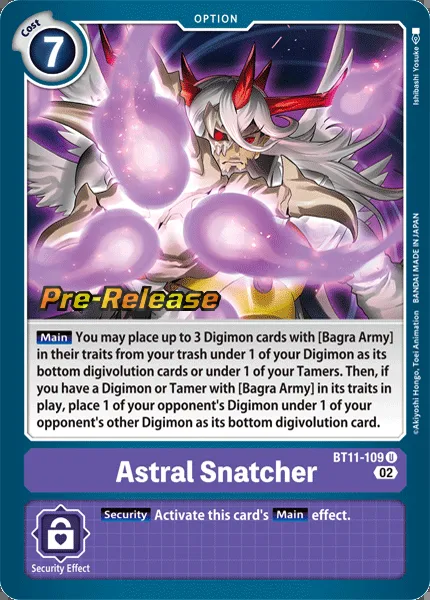 OPTION
Cost
7
Ishibashi Yosuke
Pre-Release
Main You may place up to 3 Digimon cards with [Bagra Army]
in their traits from your trash under 1 of your Digimon as its
bottom digivolution cards or under 1 of your Tamers. Then, if
you have a Digimon or Tamer with [Bagra Army] in its traits in
play, place 1 of your opponent's Digimon under 1 of your
opponent's other Digimon as its bottom digivolution card.
©Akiyoshi Hongo, Toei Animation BANDAI MADE IN JAPAN
BT11-109 U
Astral Snatcher
02
Security Activate this card's Main effect.
Security Effect